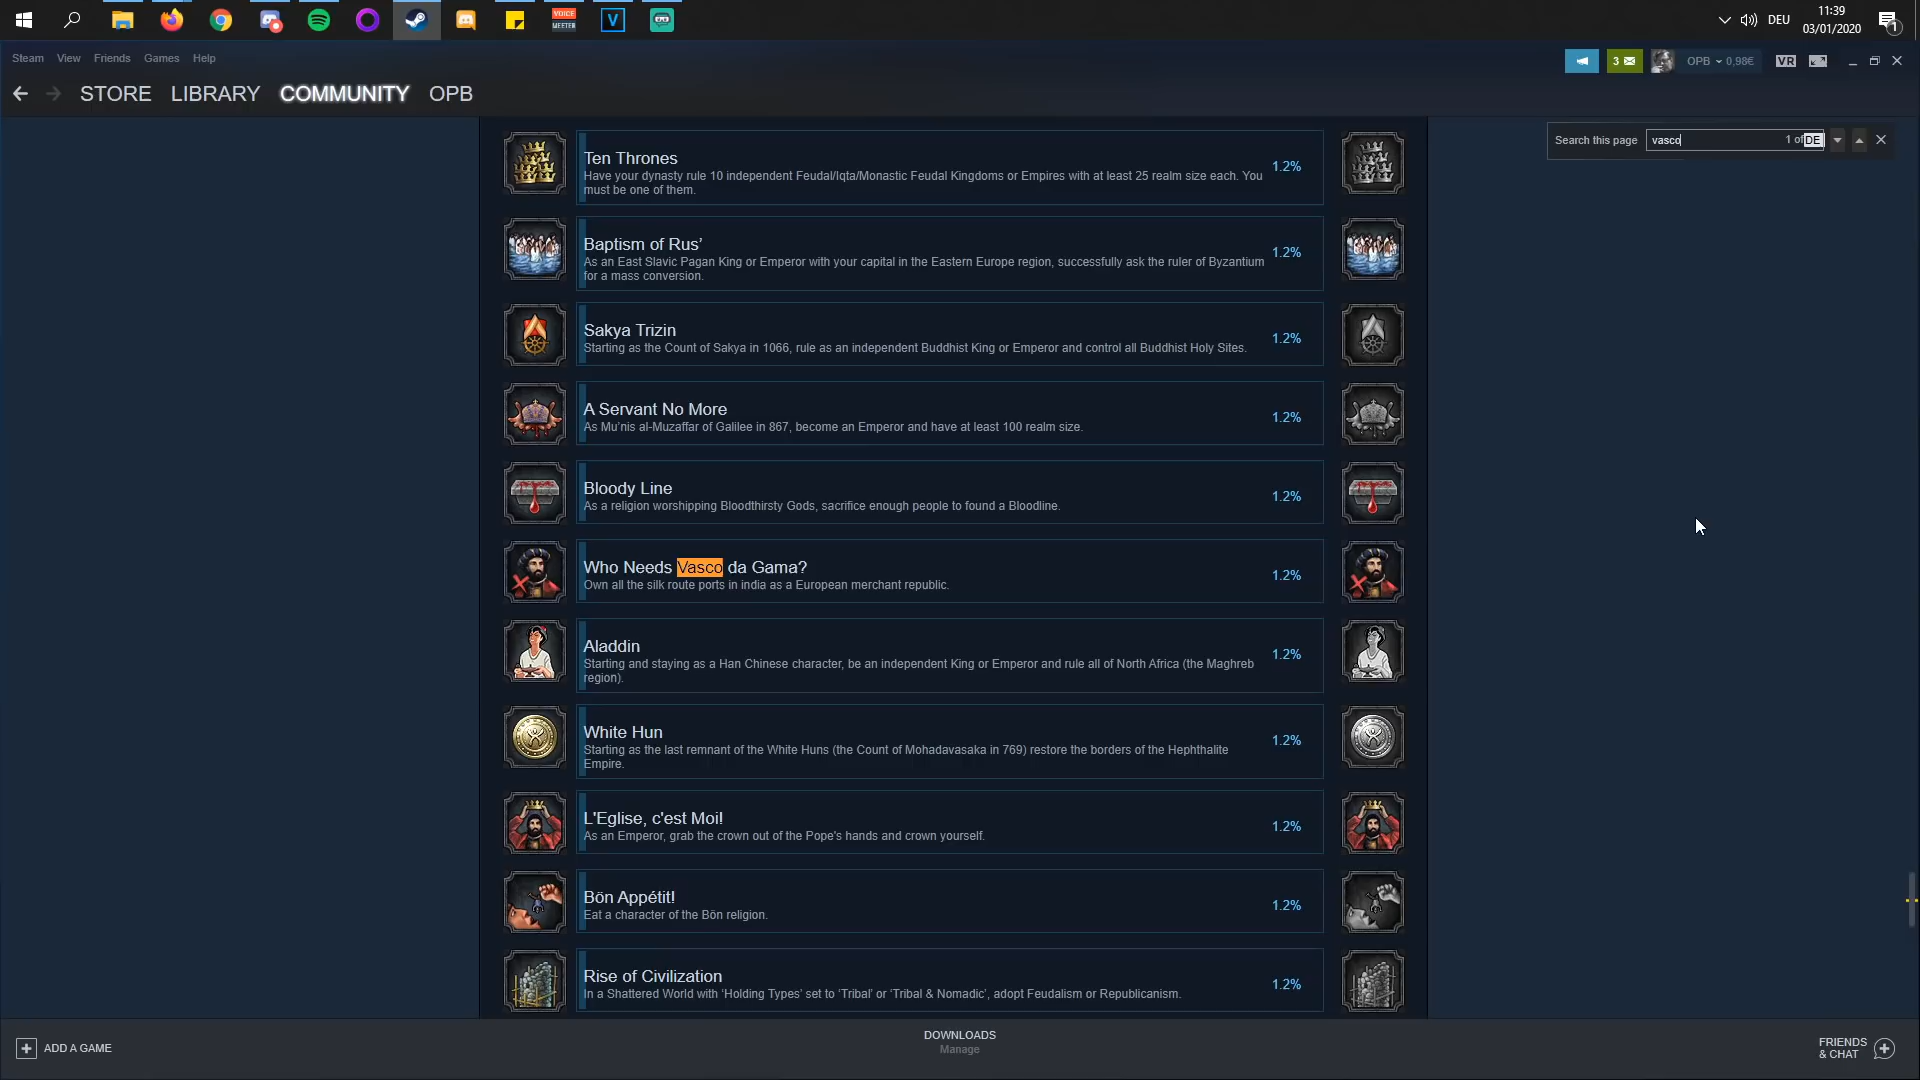 VOICE
MEETER
V
DEU
11:39
03/01/2020
1
Steam View Friends Games Help
3
OPB 0,98€
VR
STORE LIBRARY COMMUNITY OPB
Search this page vasco 1 of DE
Ten Thrones
Have your dynasty rule 10 independent Feudal/Iqta/Monastic Feudal Kingdoms or Empires with at least 25 realm size each. You
must be one of them.
1.2%
Baptism of Rus’
As an East Slavic Pagan King or Emperor with your capital in the Eastern Europe region, successfully ask the ruler of Byzantium
for a mass conversion.
1.2%
Sakya Trizin
Starting as the Count of Sakya in 1066, rule as an independent Buddhist King or Emperor and control all Buddhist Holy Sites.
1.2%
A Servant No More
As Mu’nis al-Muzaffar of Galilee in 867, become an Emperor and have at least 100 realm size.
1.2%
Bloody Line
As a religion worshipping Bloodthirsty Gods, sacrifice enough people to found a Bloodline.
1.2%
Who Needs Vasco da Gama?
Own all the silk route ports in india as a European merchant republic.
1.2%
Aladdin
Starting and staying as a Han Chinese character, be an independent King or Emperor and rule all of North Africa (the Maghreb
region).
1.2%
White Hun
Starting as the last remnant of the White Huns (the Count of Mohadavasaka in 769) restore the borders of the Hephthalite
Empire.
1.2%
L'Eglise, c'est Moi!
As an Emperor, grab the crown out of the Pope's hands and crown yourself.
1.2%
Bön Appétit!
Eat a character of the Bön religion.
1.2%
Rise of Civilization
In a Shattered World with ‘Holding Types’ set to ‘Tribal’ or ‘Tribal & Nomadic’, adopt Feudalism or Republicanism.
1.2%
ADD A GAME
DOWNLOADS
Manage
FRIENDS
& CHAT